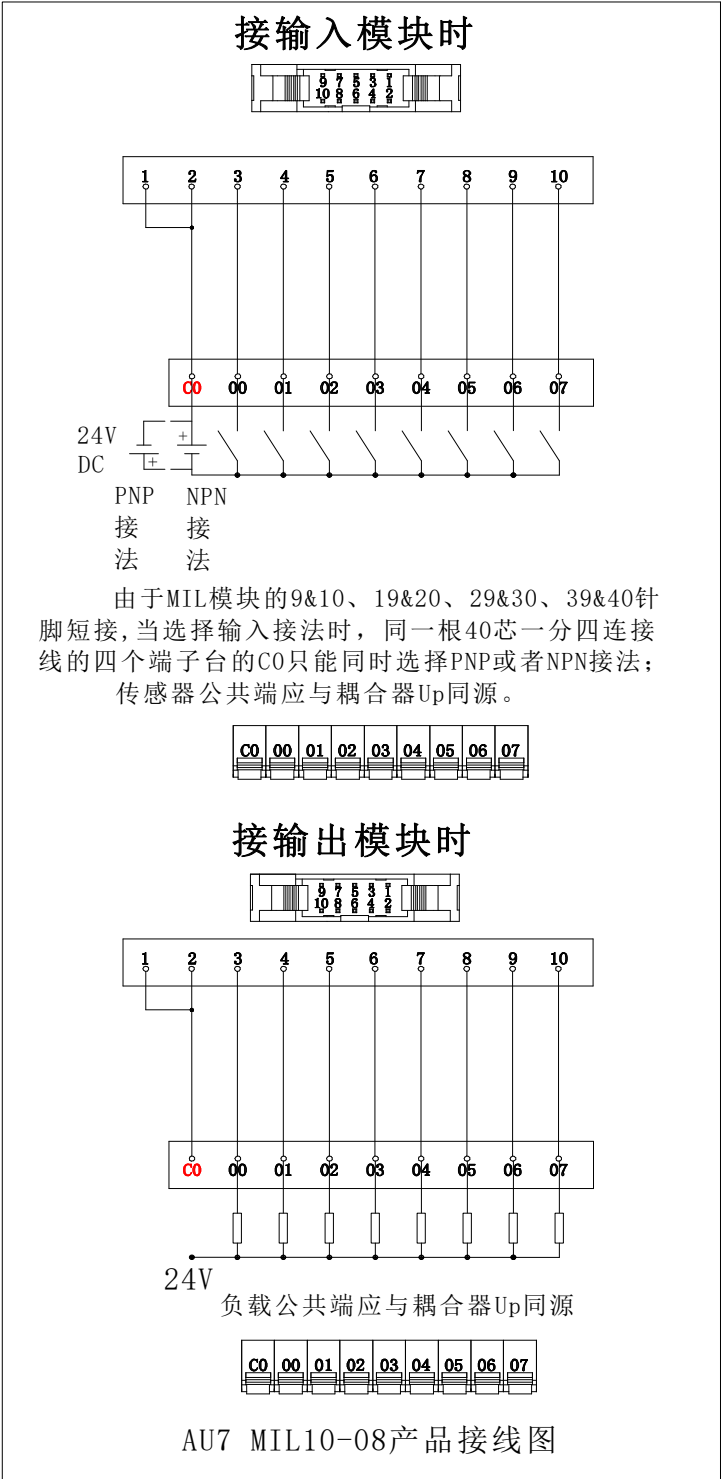 接输入模块时
9 7 5 3 1
10 8 6 4 2
1 2 3 4 5 6 7 8 9 10
C0 00 01 02 03 04 05 06 07
24V
DC
+ +
PNP NPN
接 接
法 法
由于MIL模块的9&10、19&20、29&30、39&40针
脚短接,当选择输入接法时，同一根40芯一分四连接
线的四个端子台的C0只能同时选择PNP或者NPN接法；
传感器公共端应与耦合器Up同源。
C0 00 01 02 03 04 05 06 07
接输出模块时
9 7 5 3 1
10 8 6 4 2
1 2 3 4 5 6 7 8 9 10
C0 00 01 02 03 04 05 06 07
24V
负载公共端应与耦合器Up同源
C0 00 01 02 03 04 05 06 07
AU7 MIL10-08产品接线图